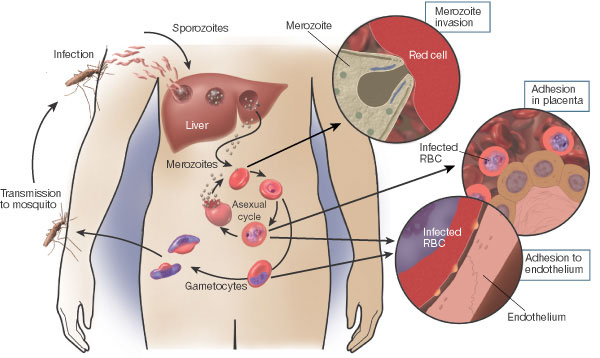 Sporozoites
Merozoite
invasion
Merozoite
Infection
Red cell
Adhesion
in placenta
Liver
Infected
RBC
Merozoites
Transmission
to mosquito
Asexual
cycle
Infected
RBC
Adhesion to
endothelium
Gametocytes
Endothelium